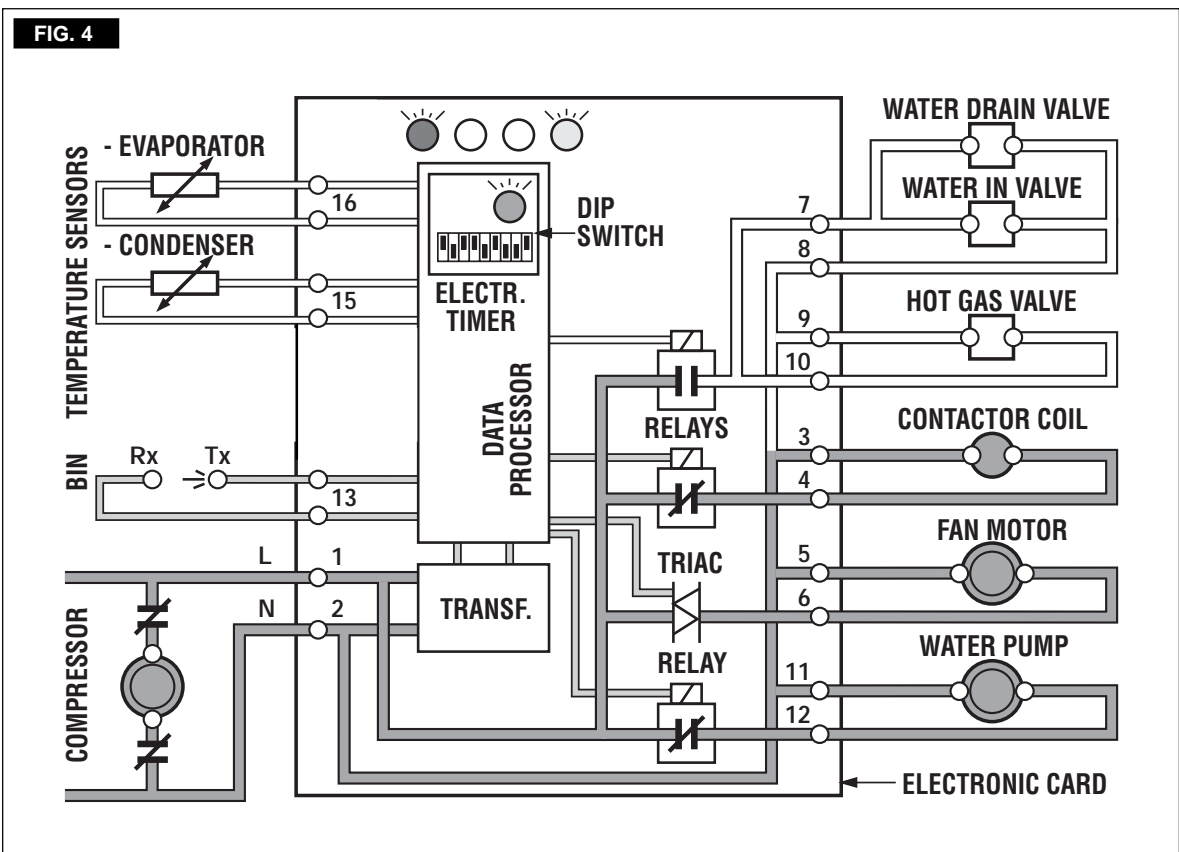 FIG. 4
TEMPERATURE SENSORS
- EVAPORATOR
16
- CONDENSER
15
DIP
SWITCH
ELECTR.
TIMER
DATA
PROCESSOR
BIN
Rx
Tx
13
L
1
N
2
TRANSF.
COMPRESSOR
RELAYS
TRIAC
RELAY
WATER DRAIN VALVE
WATER IN VALVE
7
8
HOT GAS VALVE
9
10
CONTACTOR COIL
3
4
FAN MOTOR
5
6
WATER PUMP
11
12
ELECTRONIC CARD